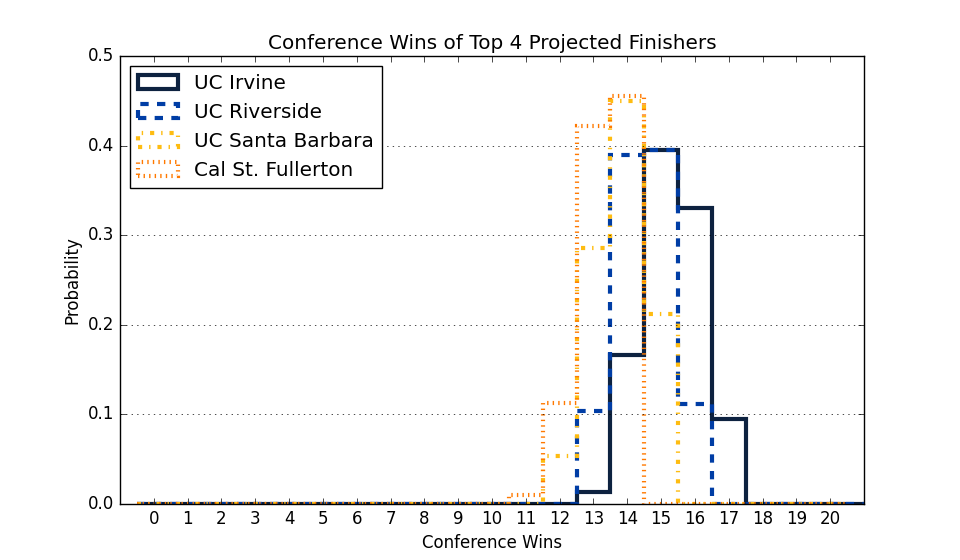 Conference Wins of Top 4 Projected Finishers
0.5
0.4
0.3
0.2
0.1
0.0
Probability
UC Irvine
UC Riverside
UC Santa Barbara
Cal St. Fullerton
0 1 2 3 4 5 6 7 8 9 10 11 12 13 14 15 16 17 18 19 20
Conference Wins